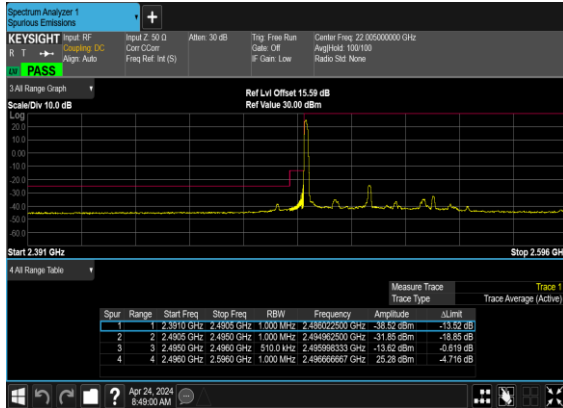 Spectrum Analyzer 1
Spurious Emissions
+
KEYSIGHT Input: RF Input Z: 50 Ω Atten: 30 dB Trig: Free Run Center Freq: 22.005000000 GHz
R T Coupling: DC Corr CCorr Gate: Off Avg|Hold: 100/100
Align: Auto Freq Ref: Int (S) IF Gain: Low Radio Std: None
PASS
3 All Range Graph Ref Lvl Offset 15.59 dB
Scale/Div 10.0 dB Ref Value 30.00 dBm
Log
20.0
10.0
0.00
-10.0
-20.0
-30.0
-40.0
-50.0
-60.0
Start 2.391 GHz Stop 2.596 GH
4 All Range Table
Measure Trace Trace 1
Trace Type Trace Average (Active)
Spur Range Start Freq Stop Freq RBW Frequency Amplitude ΔLimit
1 1 2.3910 GHz 2.4905 GHz 1.000 MHz 2.486022500 GHz -38.52 dBm -13.52 dB
2 2 2.4905 GHz 2.4950 GHz 1.000 MHz 2.494962500 GHz -31.85 dBm -18.85 dB
3 3 2.4950 GHz 2.4960 GHz 510.0 kHz 2.495998333 GHz -13.62 dBm -0.619 dB
4 4 2.4960 GHz 2.5960 GHz 1.000 MHz 2.496666667 GHz 25.28 dBm -4.716 dB
? Apr 24, 2024
8:49:00 AM